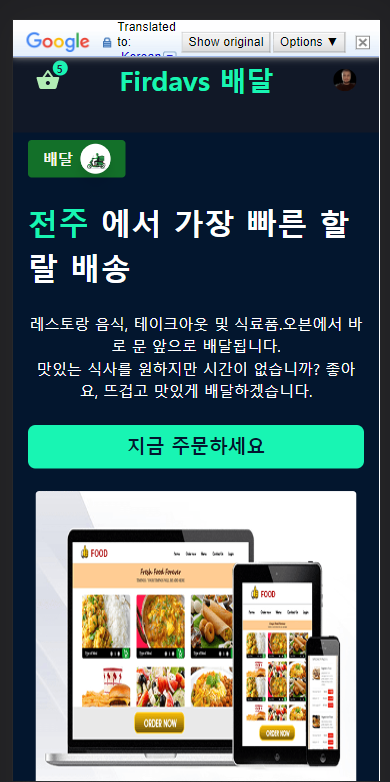 Google
Translated
to:
Korean
Show original
Options ▼
5
Firdavs 배달
배달
전주 에서 가장 빠른 할
랄 배송
레스토랑 음식, 테이크아웃 및 식료품.오븐에서 바
로 문 앞으로 배달됩니다.
맛있는 식사를 원하지만 시간이 없습니까? 좋아
요, 뜨겁고 맛있게 배달하겠습니다.
지금 주문하세요
FOOD
Fresh Food Forever
ORDER NOW
FOOD
ORDER NOW